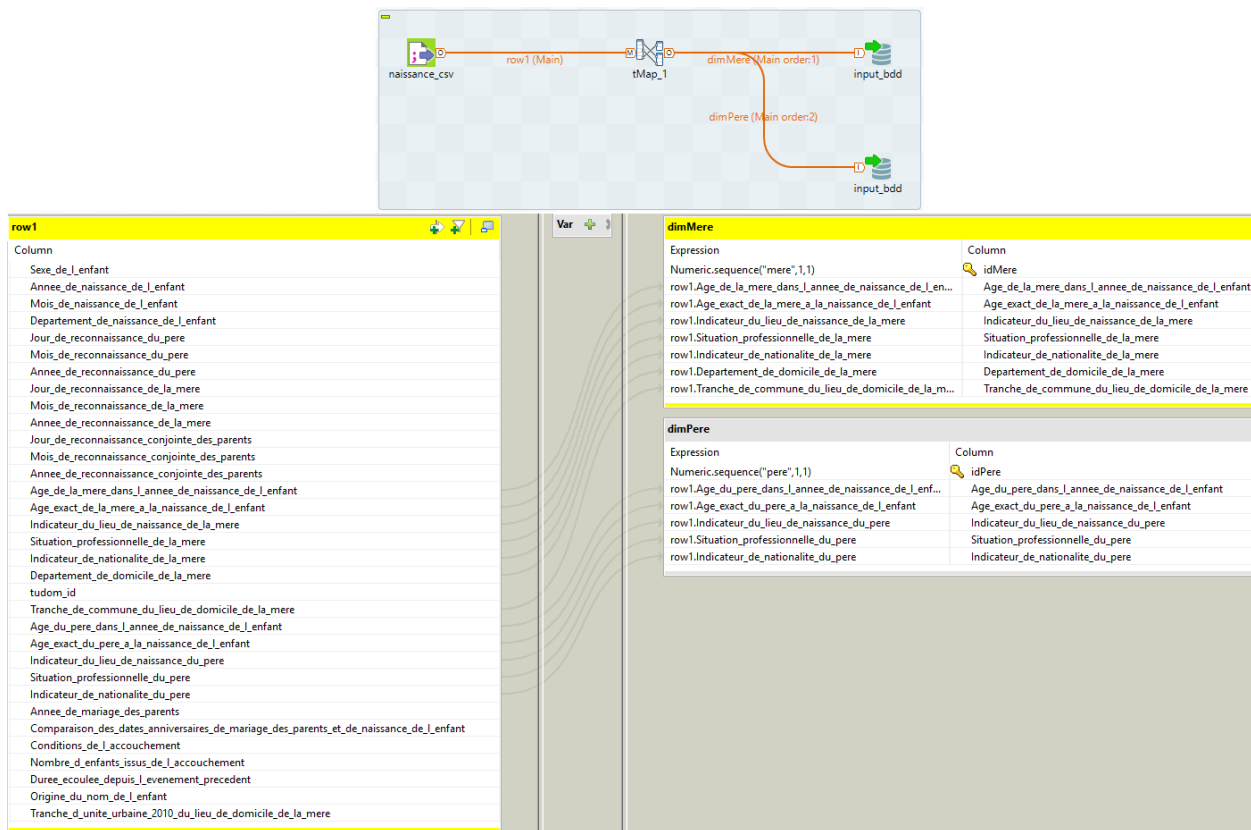 naissance_csv
row1 (Main)
tMap_1
dimMere (Main order:1)
input_bdd
dimPere (Main order:2)
input_bdd
row1
Column
Sexe_de_l_enfant
Annee_de_naissance_de_l_enfant
Mois_de_naissance_de_l_enfant
Departement_de_naissance_de_l_enfant
Jour_de_reconnaissance_du_pere
Mois_de_reconnaissance_du_pere
Annee_de_reconnaissance_du_pere
Jour_de_reconnaissance_de_la_mere
Mois_de_reconnaissance_de_la_mere
Annee_de_reconnaissance_de_la_mere
Jour_de_reconnaissance_conjointe_des_parents
Mois_de_reconnaissance_conjointe_des_parents
Annee_de_reconnaissance_conjointe_des_parents
Age_de_la_mere_dans_l_annee_de_naissance_de_l_enfant
Age_exact_de_la_mere_a_la_naissance_de_l_enfant
Indicateur_du_lieu_de_naissance_de_la_mere
Situation_professionnelle_de_la_mere
Indicateur_de_nationalite_de_la_mere
Departement_de_domicile_de_la_mere
tudom_id
Tranche_de_commune_du_lieu_de_domicile_de_la_mere
Age_du_pere_dans_l_annee_de_naissance_de_l_enfant
Age_exact_du_pere_a_la_naissance_de_l_enfant
Indicateur_du_lieu_de_naissance_du_pere
Situation_professionnelle_du_pere
Indicateur_de_nationalite_du_pere
Annee_de_mariage_des_parents
Comparaison_des_dates_anniversaires_de_mariage_des_parents_et_de_naissance_de_l_enfant
Conditions_de_l_accouchement
Nombre_d_enfants_issus_de_l_accouchement
Duree_ecoulee_depuis_l_evenement_precedent
Origine_du_nom_de_l_enfant
Tranche_d_unite_urbaine_2010_du_lieu_de_domicile_de_la_mere
Var
dimMere
Expression Column
Numeric.sequence("mere",1,1) idMere
row1.Age_de_la_mere_dans_l_annee_de_naissance_de_l_en... Age_de_la_mere_dans_l_annee_de_naissance_de_l_enfant
row1.Age_exact_de_la_mere_a_la_naissance_de_l_enfant Age_exact_de_la_mere_a_la_naissance_de_l_enfant
row1.Indicateur_du_lieu_de_naissance_de_la_mere Indicateur_du_lieu_de_naissance_de_la_mere
row1.Situation_professionnelle_de_la_mere Situation_professionnelle_de_la_mere
row1.Indicateur_de_nationalite_de_la_mere Indicateur_de_nationalite_de_la_mere
row1.Departement_de_domicile_de_la_mere Departement_de_domicile_de_la_mere
row1.Tranche_de_commune_du_lieu_de_domicile_de_la_m... Tranche_de_commune_du_lieu_de_domicile_de_la_mere
dimPere
Expression Column
Numeric.sequence("pere",1,1) idPere
row1.Age_du_pere_dans_l_annee_de_naissance_de_l_enf... Age_du_pere_dans_l_annee_de_naissance_de_l_enfant
row1.Age_exact_du_pere_a_la_naissance_de_l_enfant Age_exact_du_pere_a_la_naissance_de_l_enfant
row1.Indicateur_du_lieu_de_naissance_du_pere Indicateur_du_lieu_de_naissance_du_pere
row1.Situation_professionnelle_du_pere Situation_professionnelle_du_pere
row1.Indicateur_de_nationalite_du_pere Indicateur_de_nationalite_du_pere